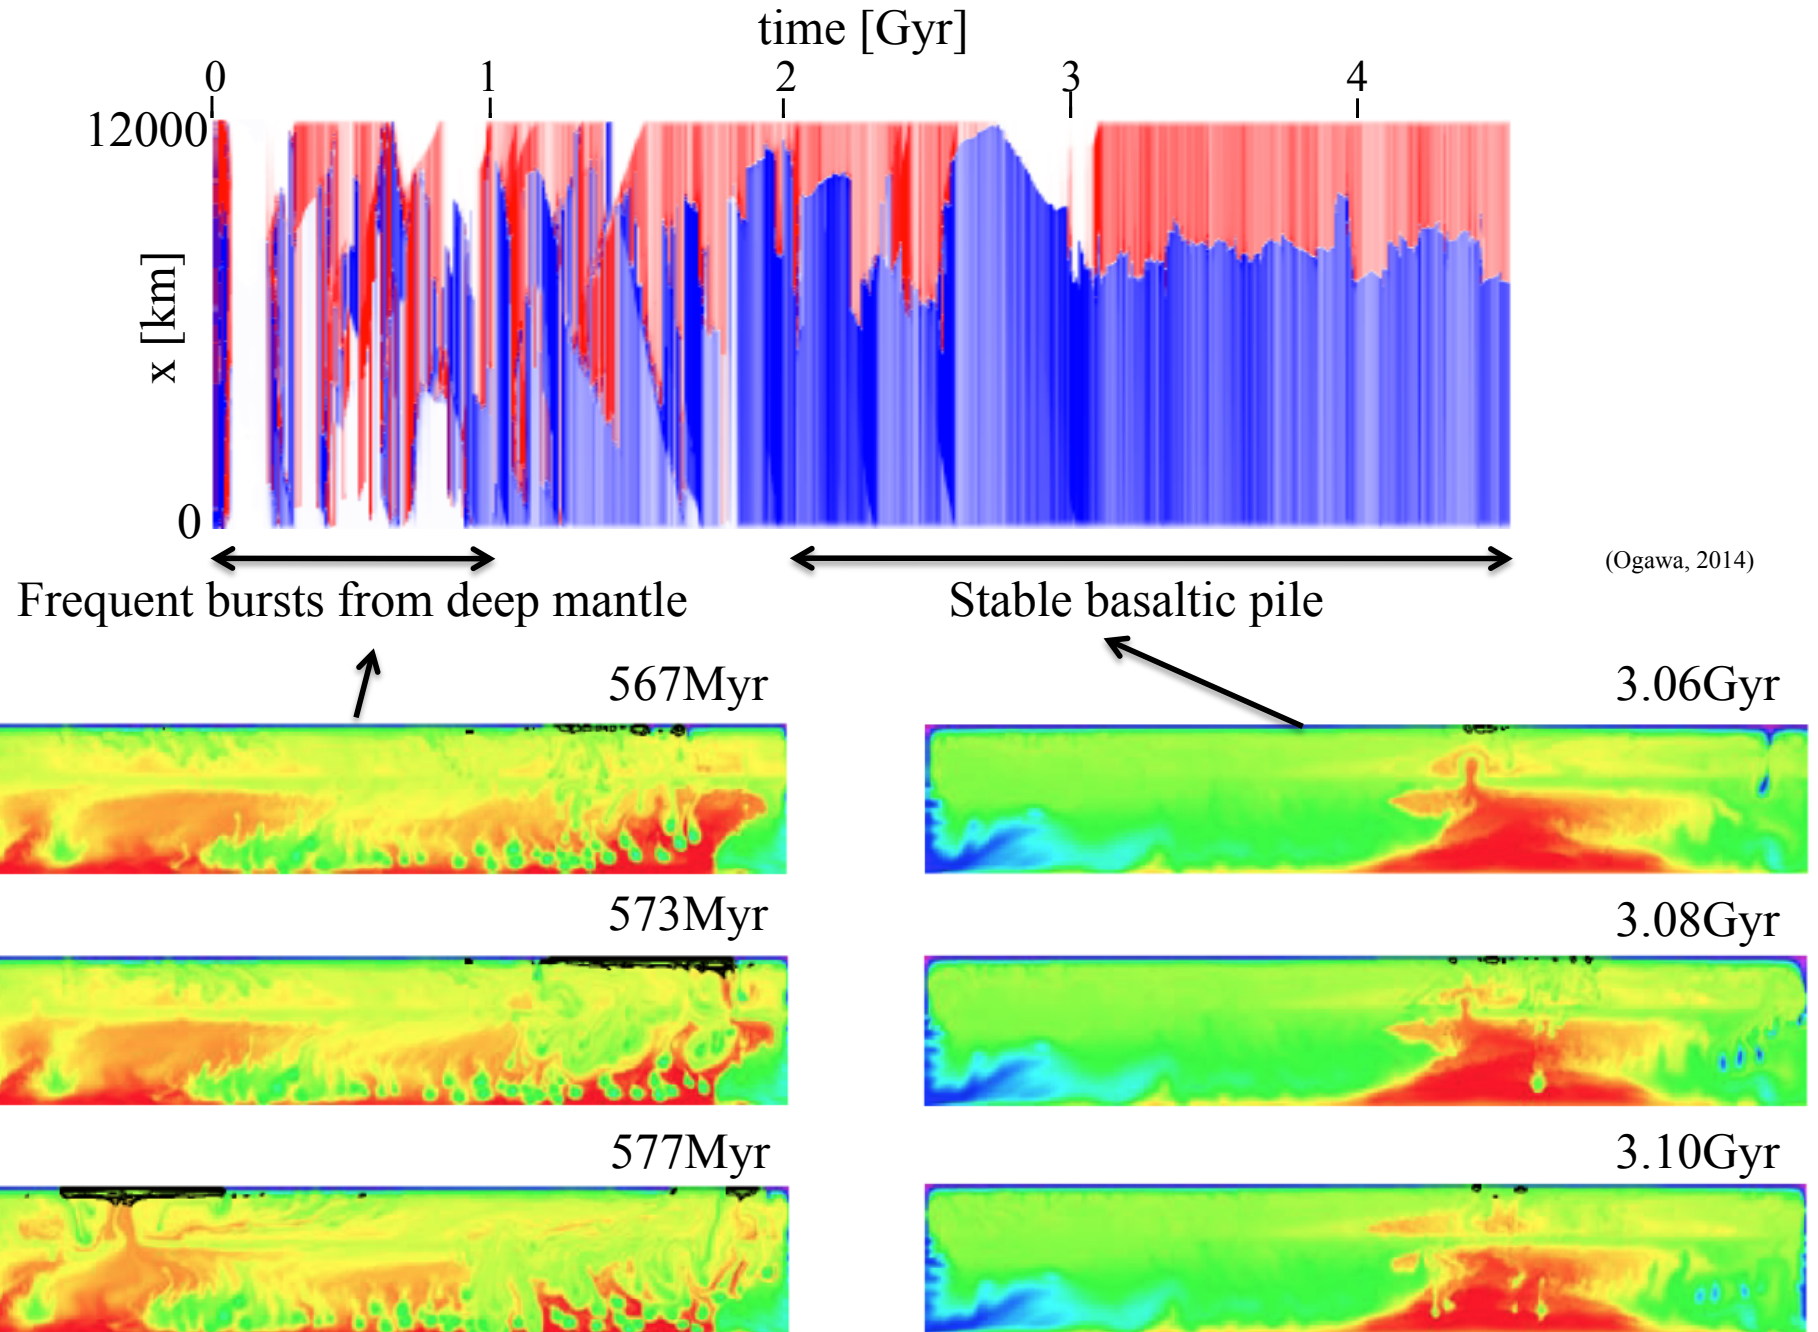 time [Gyr]
0 1 2 3 4
12000
x [km]
0
(Ogawa, 2014)
Frequent bursts from deep mantle
Stable basaltic pile
567Myr
3.06Gyr
573Myr
3.08Gyr
577Myr
3.10Gyr